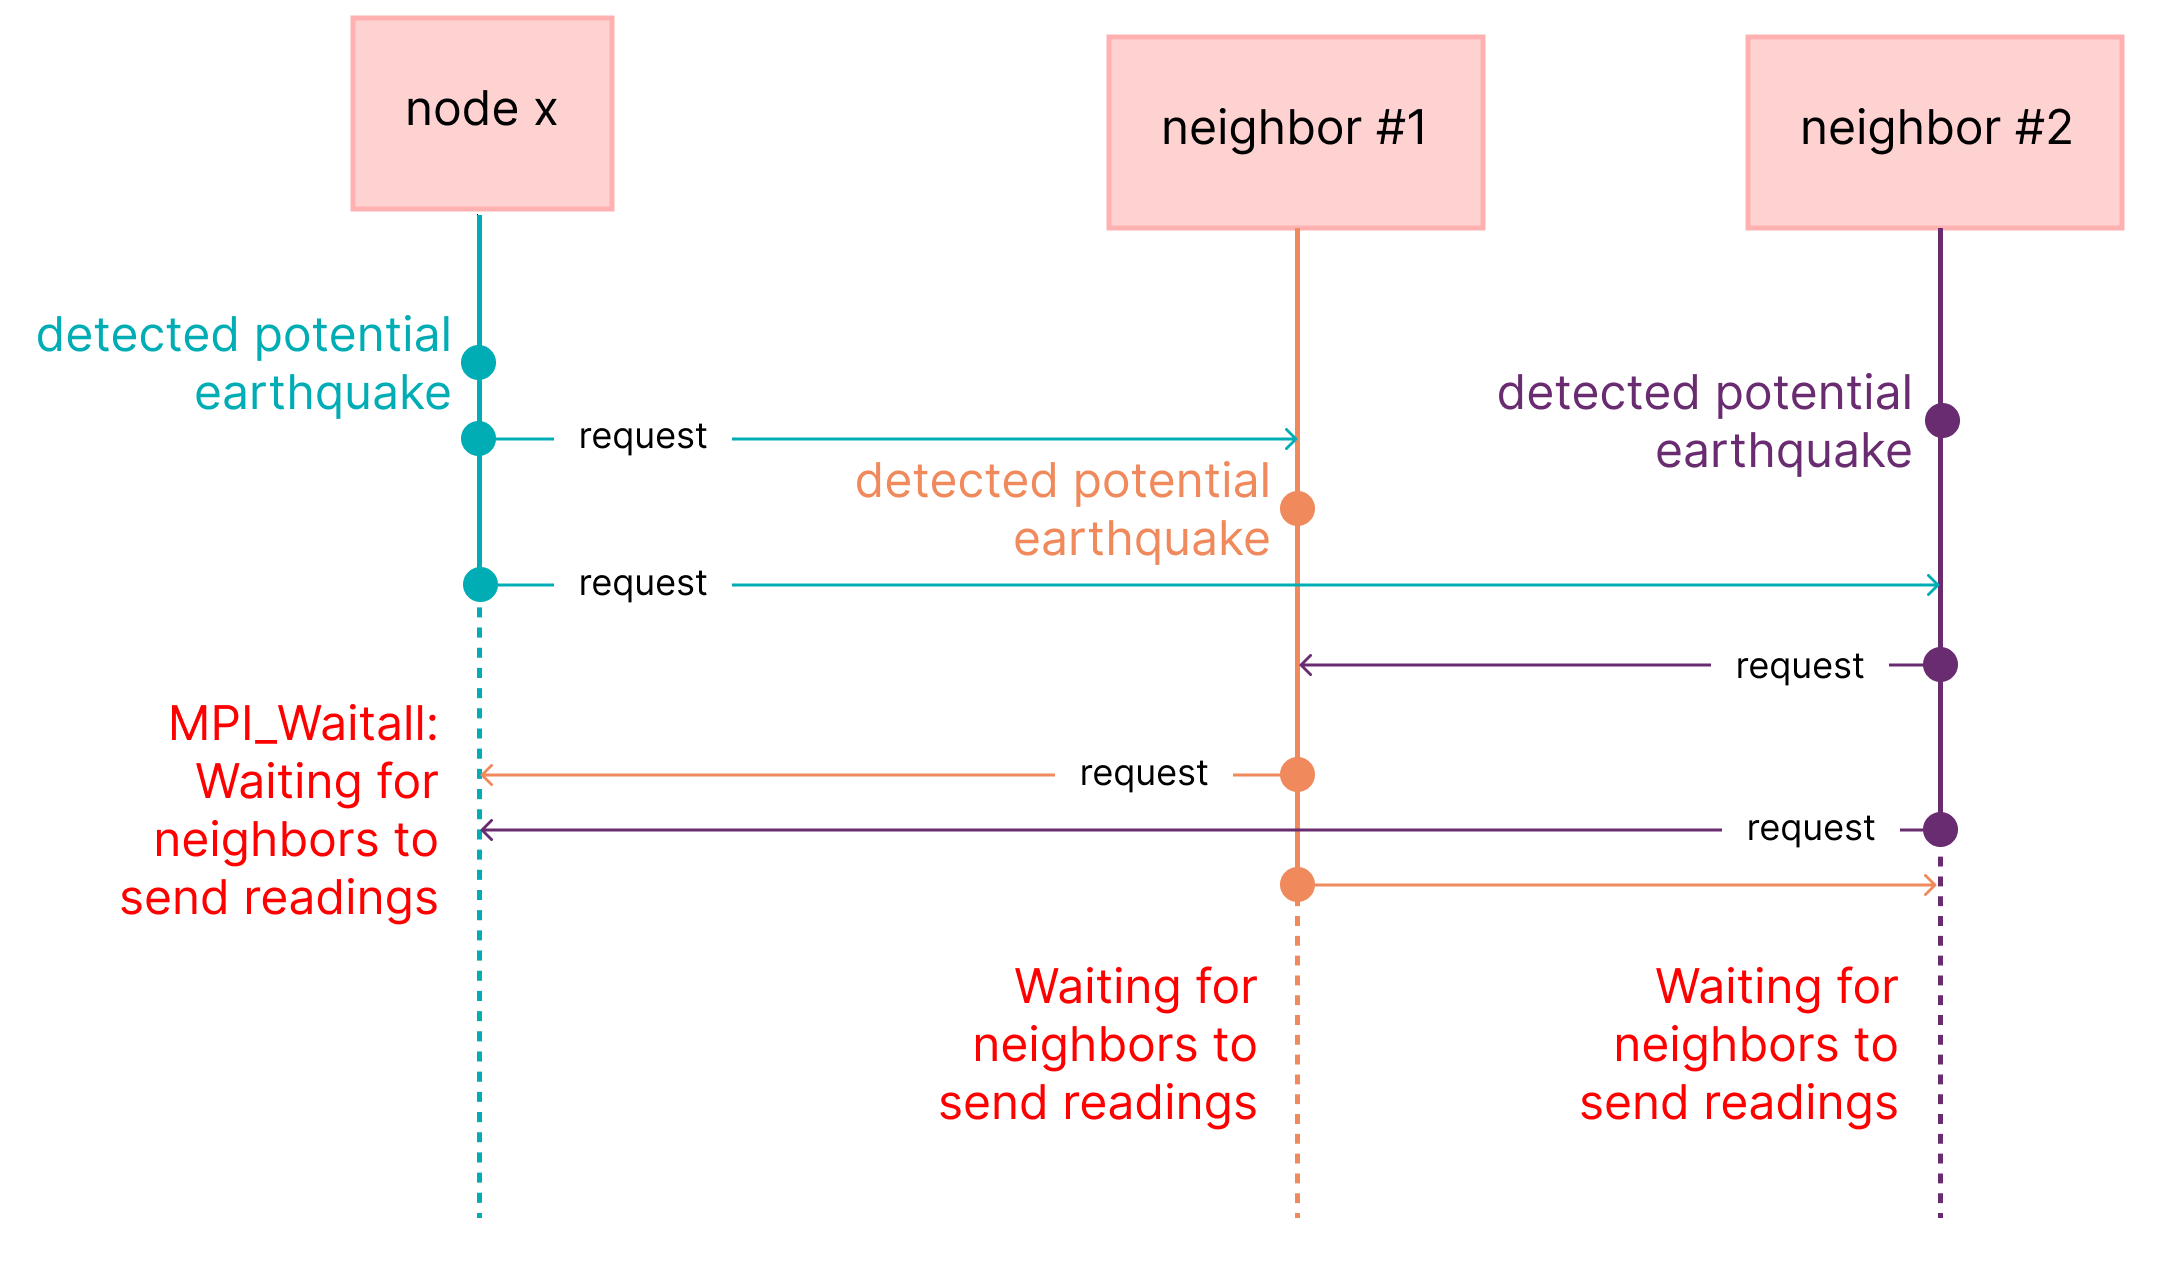 node x
neighbor #1
neighbor #2
detected potential
earthquake
detected potential
earthquake
request
detected potential
earthquake
request
request
MPI_Waitall:
Waiting for
neighbors to
send readings
request
request
Waiting for
neighbors to
send readings
Waiting for
neighbors to
send readings